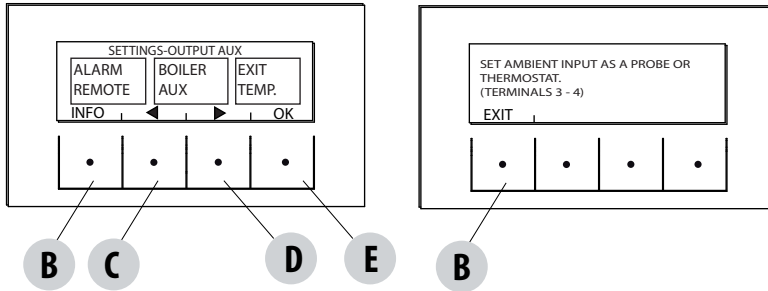 SETTINGS-OUTPUT AUX
ALARM REMOTE
BOILER AUX
EXIT TEMP.
INFO ◀ ▶ OK
B C D E
SET AMBIENT INPUT AS A PROBE OR
THERMOSTAT.
(TERMINALS 3 - 4)
EXIT
B